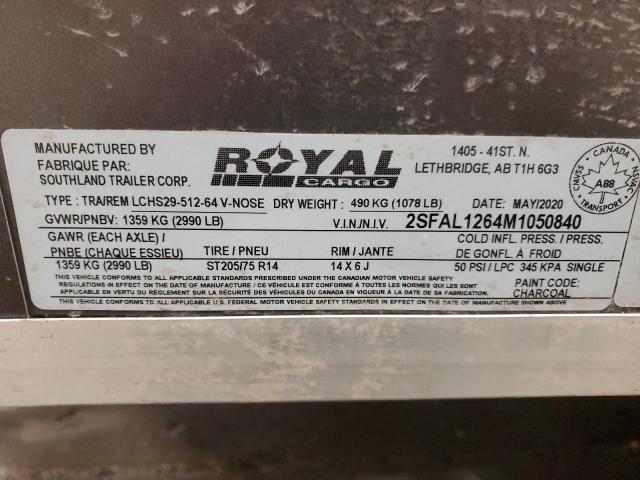 MANUFACTURED BY
FABRIQUE PAR:
SOUTHLAND TRAILER CORP.
ROYAL
CARGO
1405 - 41ST. N.
LETHBRIDGE, AB T1H 6G3
CMVSS
A88
NSVAC
TRANSPORT
TYPE : TRA/REM LCHS29-512-64 V-NOSE DRY WEIGHT: 490 KG (1078 LB) DATE: MAY/2020
GVWR/PNBV: 1359 KG (2990 LB) V.I.N./N.I.V. 2SFAL1264M1050840
GAWR (EACH AXLE) / COLD INFL. PRESS. / PRESS.
PNBE (CHAQUE ESSIEU) TIRE / PNEU RIM / JANTE DE GONFL. À FROID
1359 KG (2990 LB) ST205/75 R14 14 X 6 J 50 PSI / LPC 345 KPA SINGLE
THIS VEHICLE CONFORMS TO ALL APPLICABLE STANDARDS PRESCRIBED UNDER THE CANADIAN MOTOR VEHICLE SAFETY
REGULATIONS IN EFFECT ON THE DATE OF MANUFACTURE / CE VÉHICULE EST CONFORME À TOUTES LES NORMES QUI LUI SONT
APPLICABLES EN VERTU DU RÈGLEMENT SUR LA SÉCURITÉ DES VÉHICULES DU CANADA EN VIGUEUR À LA DATE DE SA FABRICATION.
THIS VEHICLE CONFORMS TO ALL APPLICABLE U.S. FEDERAL MOTOR VEHICLE SAFETY STANDARDS IN EFFECT ON THE DATE OF MANUFACTURE SHOWN ABOVE
PAINT CODE:
CHARCOAL